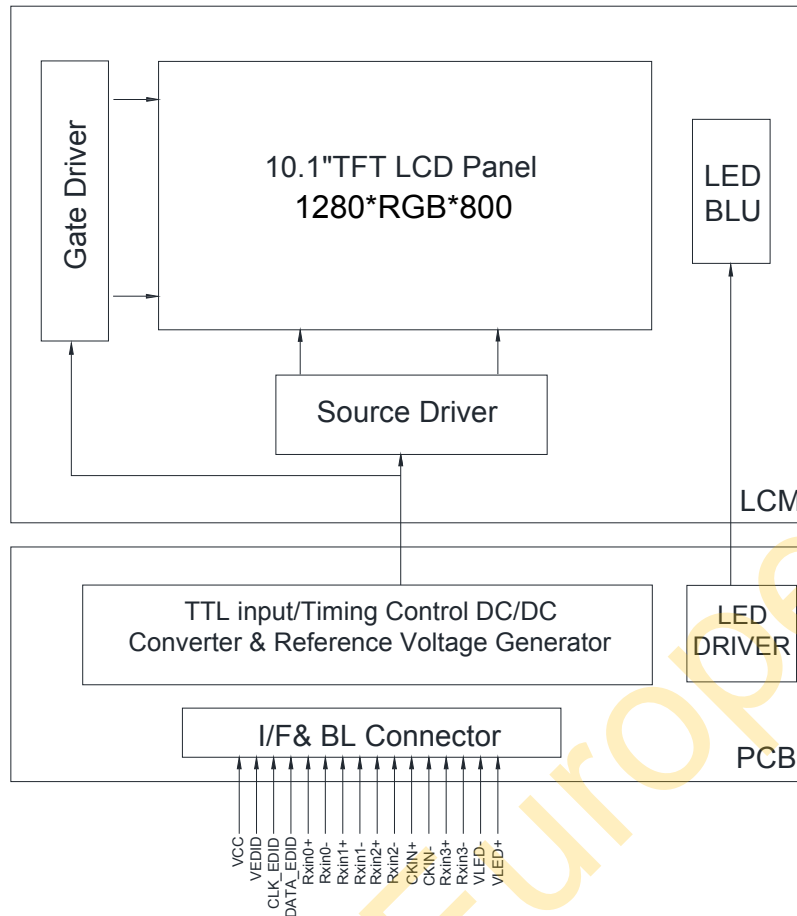 Gate Driver
10.1"TFT LCD Panel
1280*RGB*800
LED
BLU
Source Driver
LCM
TTL input/Timing Control DC/DC
Converter & Reference Voltage Generator
LED
DRIVER
I/F& BL Connector
PCB
VCC
VEDID
CLK_EDID
DATA_EDID
Rxin0+
Rxin0-
Rxin1+
Rxin1-
Rxin2+
Rxin2-
CKIN+
CKIN-
Rxin3+
Rxin3-
VLED-
VLED+
Europe